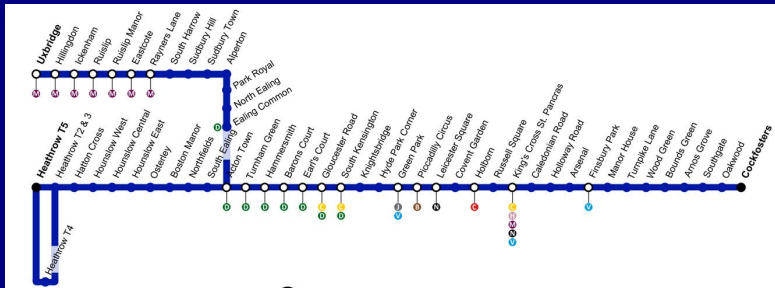 Uxbridge
Hillingdon
Ickenham
Ruislip
Ruislip Manor
Eastcote
Rayners Lane
South Harrow
Sudbury Hill
Sudbury Town
Alperton
M
M
M
M
M
M
M
Park Royal
North Ealing
Ealing Common
D
Heathrow T5
Heathrow T2 & 3
Hatton Cross
Hounslow West
Hounslow Central
Hounslow East
Osterley
Boston Manor
Northfields
South Ealing
Acton Town
Turnham Green
Hammersmith
Barons Court
Earl's Court
Gloucester Road
South Kensington
Knightsbridge
Hyde Park Corner
Green Park
Piccadilly Circus
Leicester Square
Covent Garden
Holborn
Russell Square
King's Cross St. Pancras
Caledonian Road
Holloway Road
Arsenal
Finsbury Park
Manor House
Turnpike Lane
Wood Green
Bounds Green
Arnos Grove
Southgate
Oakwood
Cockfosters
D
D
D
D
D
C
D
C
D
J
V
B
N
C
C
H
M
N
V
V
Heathrow T4